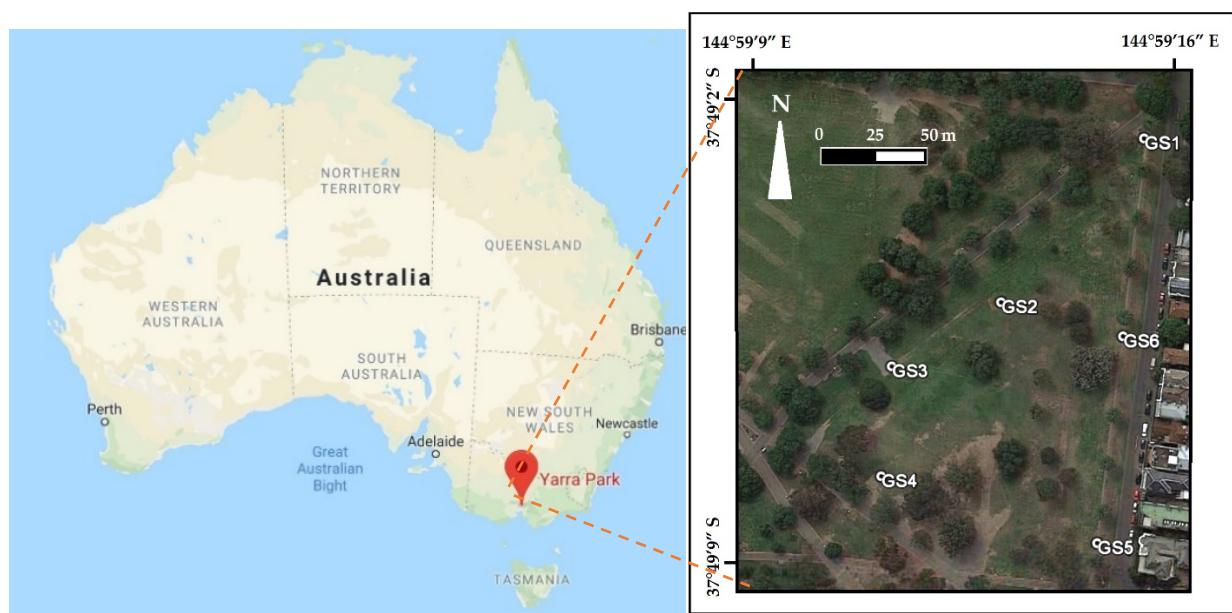 NORTHERN
TERRITORY
QUEENSLAND
Australia
WESTERN
AUSTRALIA
SOUTH
AUSTRALIA
Brisbane
NEW SOUTH
WALES
Perth
Newcastle
Adelaide
Great
Australian
Bight
Yarra Park
TASMANIA
144°59′9″ E
144°59′16″ E
37°49′2″ S
N
0 25 50 m
GS1
GS2
GS6
GS3
GS4
GS5
37°49′9″ S